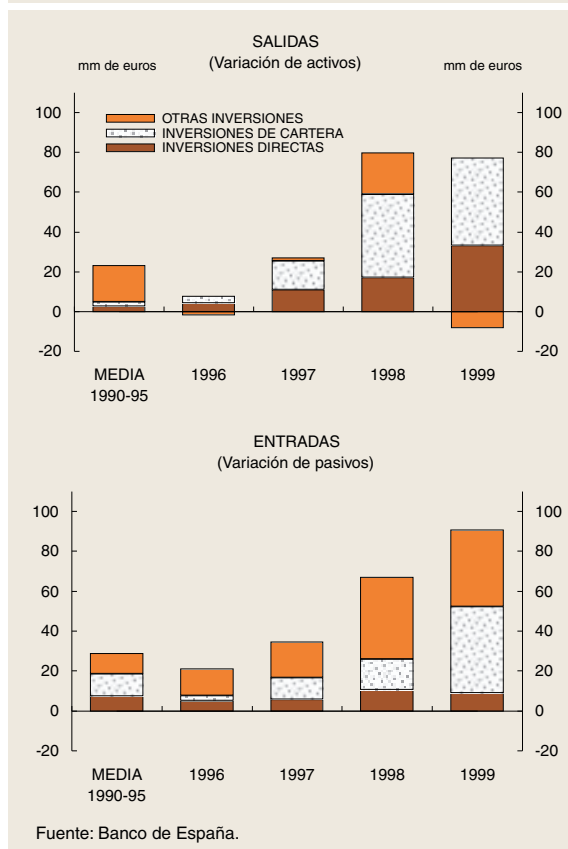 SALIDAS
(Variación de activos)
mm de euros mm de euros
100 100
80 80
60 60
40 40
20 20
0 0
-20 -20
OTRAS INVERSIONES
INVERSIONES DE CARTERA
INVERSIONES DIRECTAS
MEDIA 1990-95 1996 1997 1998 1999
ENTRADAS
(Variación de pasivos)
100 100
80 80
60 60
40 40
20 20
0 0
-20 -20
MEDIA 1990-95 1996 1997 1998 1999
Fuente: Banco de España.